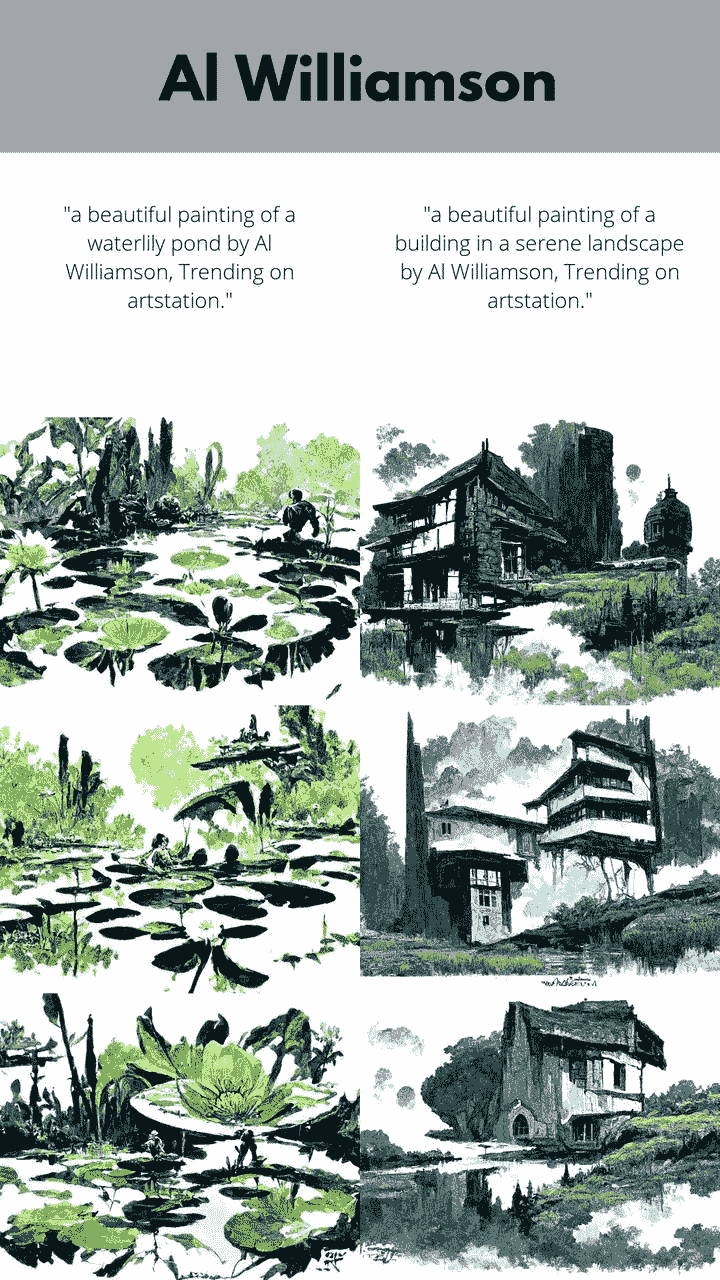 Al Williamson
"a beautiful painting of a
waterlily pond by Al
Williamson, Trending on
artstation."
"a beautiful painting of a
building in a serene landscape
by Al Williamson, Trending on
artstation."